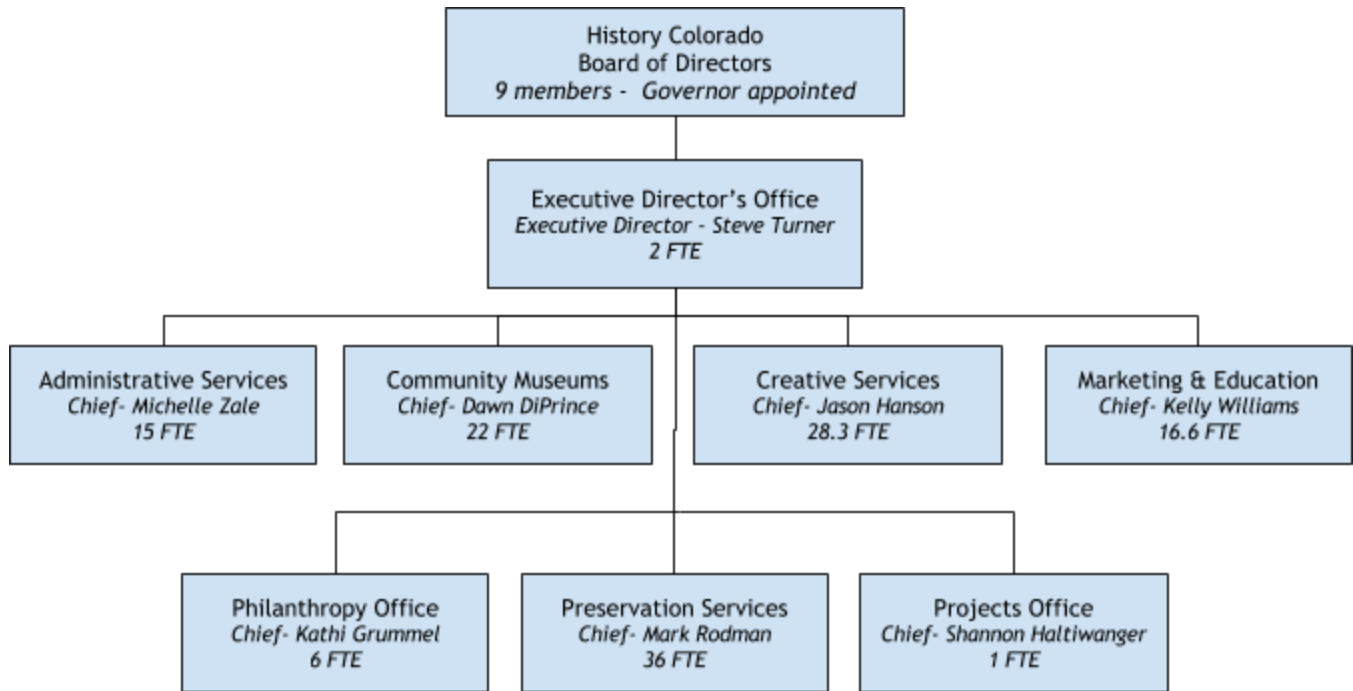 History Colorado
Board of Directors
9 members - Governor appointed
Executive Director's Office
Executive Director - Steve Turner
2 FTE
Administrative Services
Chief- Michelle Zale
15 FTE
Community Museums
Chief- Dawn DiPrince
22 FTE
Creative Services
Chief- Jason Hanson
28.3 FTE
Marketing & Education
Chief- Kelly Williams
16.6 FTE
Philanthropy Office
Chief- Kathi Grummel
6 FTE
Preservation Services
Chief- Mark Rodman
36 FTE
Projects Office
Chief- Shannon Haltiwanger
1 FTE